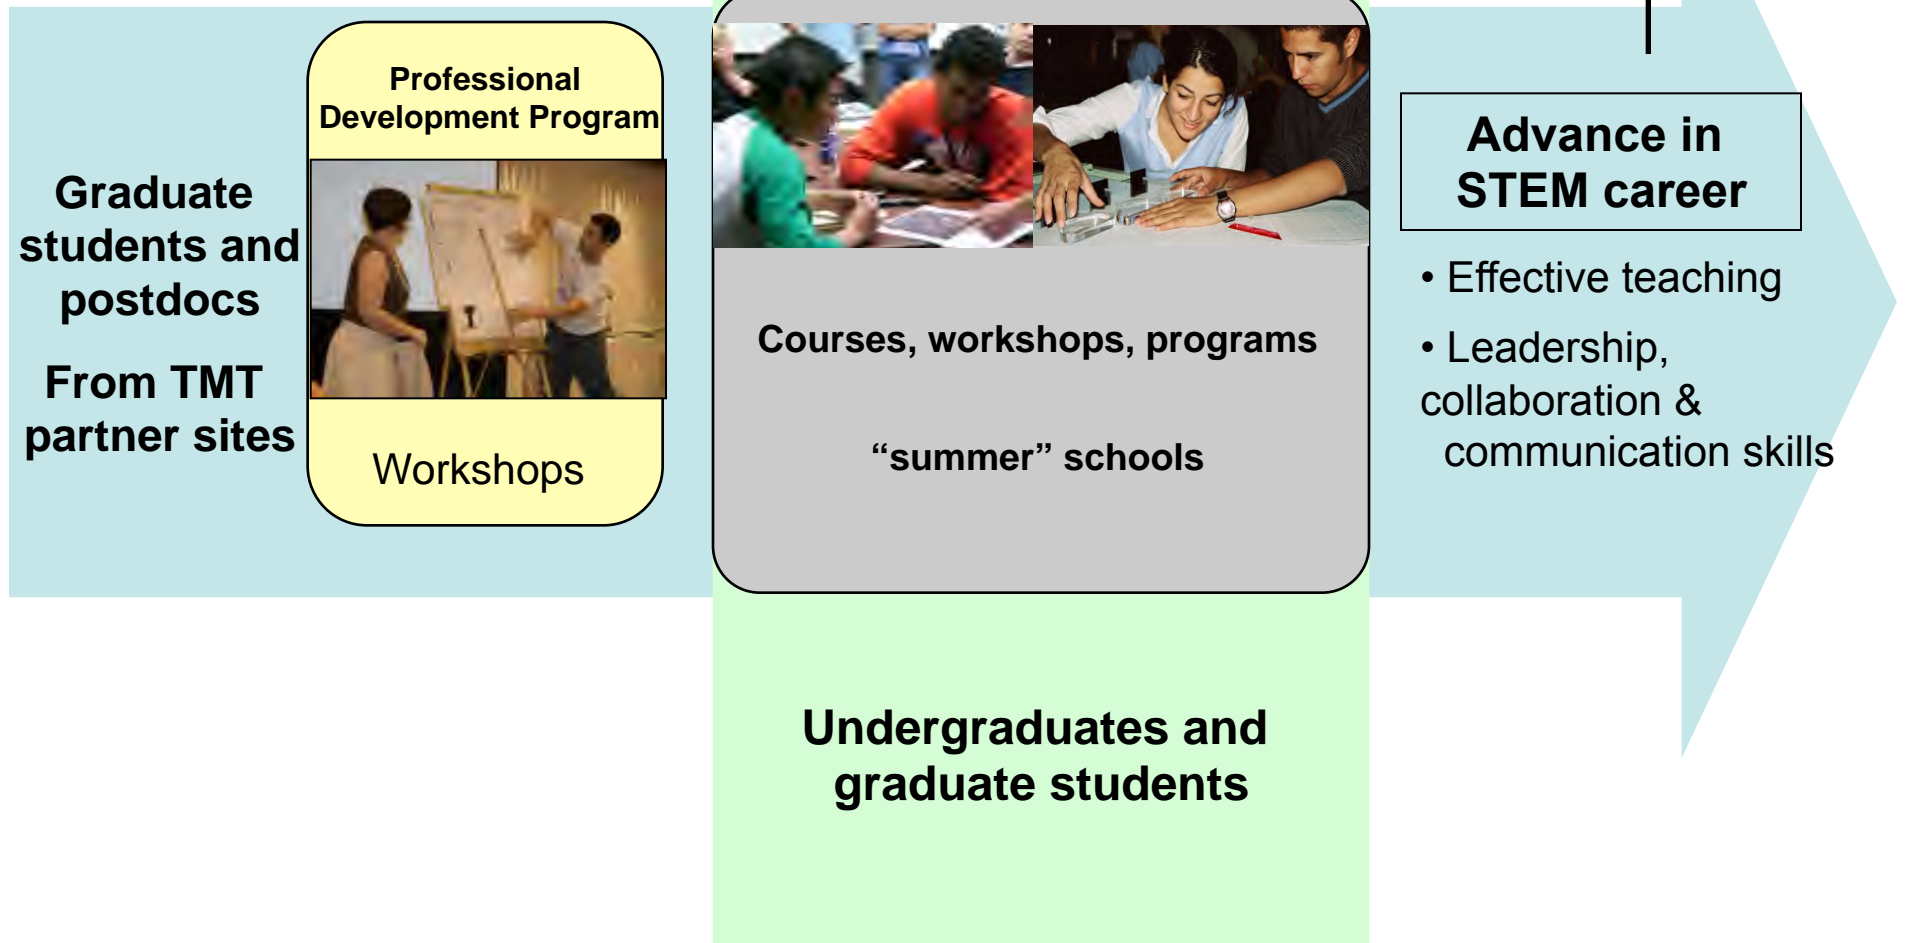 Graduate
students and
postdocs
From TMT
partner sites
Professional
Development Program
Workshops
Courses, workshops, programs
“summer” schools
Undergraduates and
graduate students
Advance in
STEM career
• Effective teaching
• Leadership,
collaboration &
communication skills